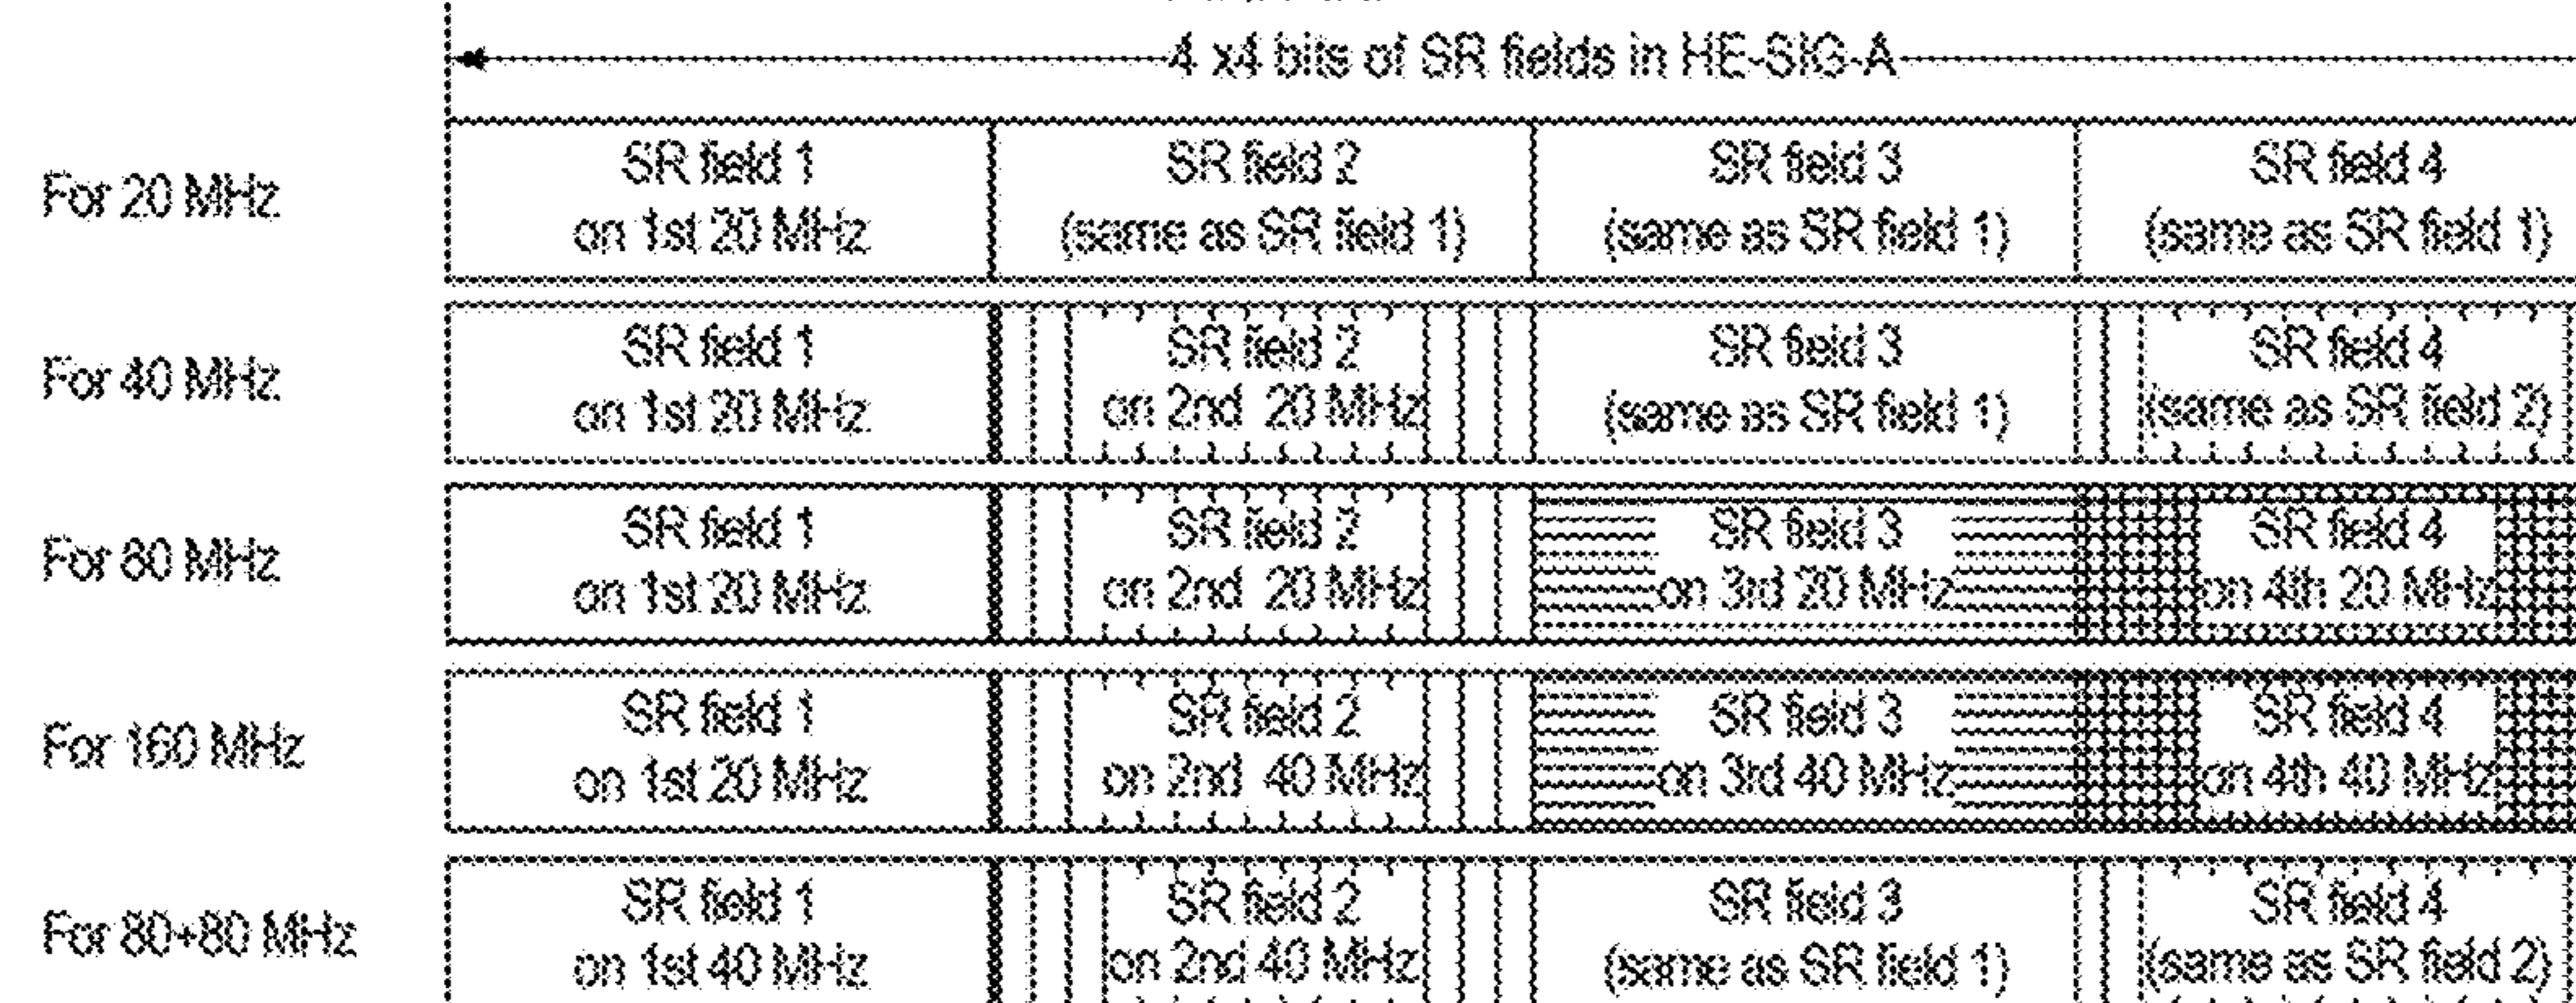 4 x4 bits of SR fields in HE-SIG-A
For 20 MHz
SR field 1
on 1st 20 MHz
SR field 2
(same as SR field 1)
SR field 3
(same as SR field 1)
SR field 4
(same as SR field 1)
For 40 MHz
SR field 1
on 1st 20 MHz
SR field 2
on 2nd 20 MHz
SR field 3
(same as SR field 1)
SR field 4
(same as SR field 2)
For 80 MHz
SR field 1
on 1st 20 MHz
SR field 2
on 2nd 20 MHz
SR field 3
on 3rd 20 MHz
SR field 4
on 4th 20 MHz
For 160 MHz
SR field 1
on 1st 20 MHz
SR field 2
on 2nd 40 MHz
SR field 3
on 3rd 40 MHz
SR field 4
on 4th 40 MHz
For 80+80 MHz
SR field 1
on 1st 40 MHz
SR field 2
on 2nd 40 MHz
SR field 3
(same as SR field 1)
SR field 4
(same as SR field 2)